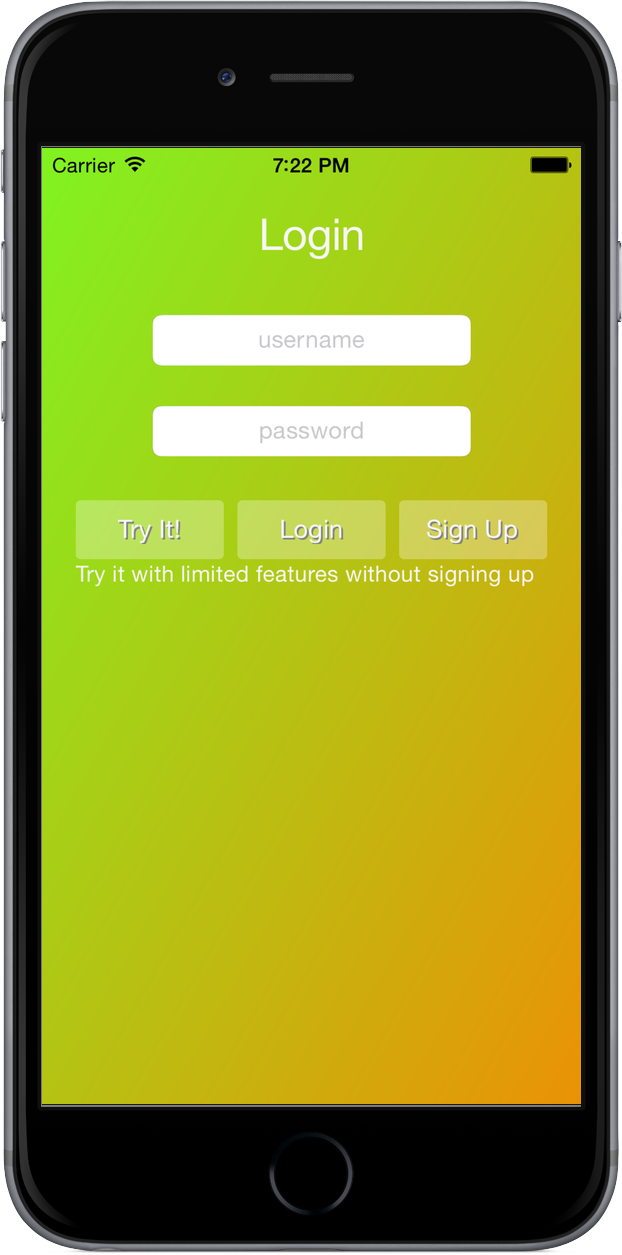 Carrier 7:22 PM
Login
username
password
Try It! Login Sign Up
Try it with limited features without signing up